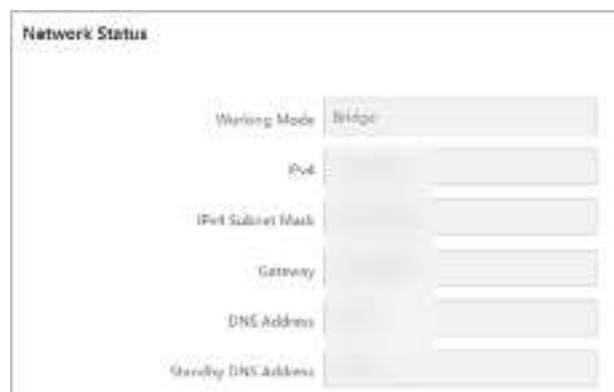 Network Status
Working Mode Bridge
IPv4
IPv4 Subnet Mask
Gateway
DNS Address
Standby DNS Address